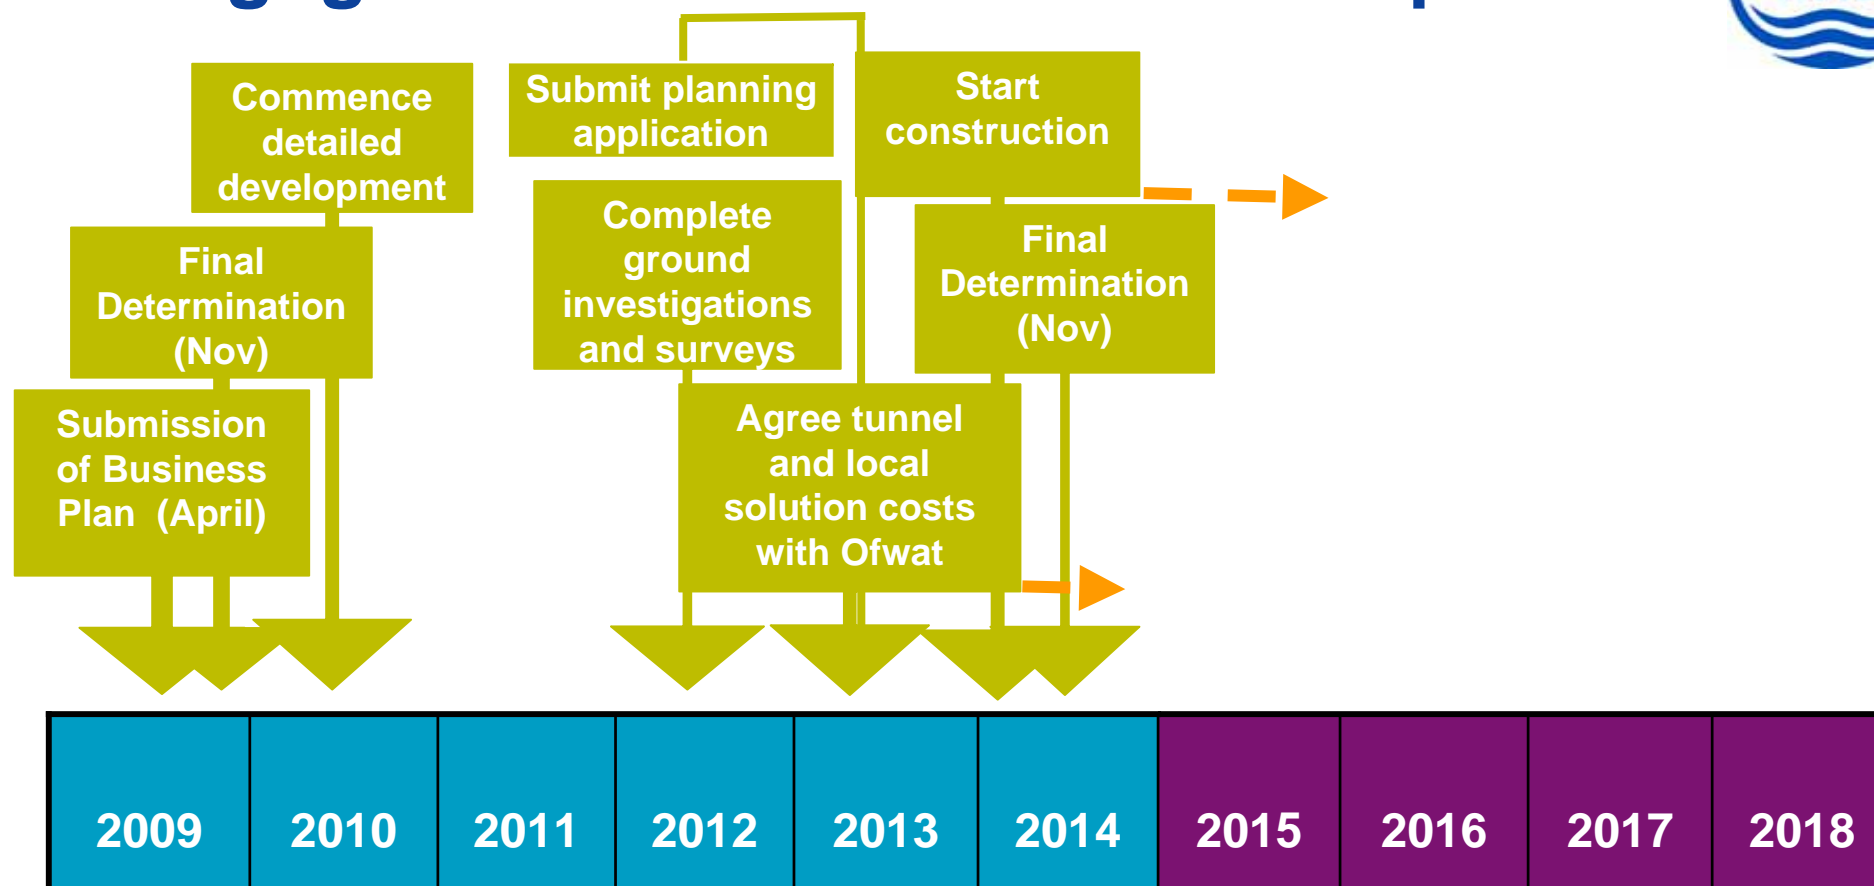 Commence
detailed
development
Submit planning
application
Start
construction
Final
Determination
(Nov)
Complete
ground
investigations
and surveys
Final
Determination
(Nov)
Submission
of Business
Plan (April)
Agree tunnel
and local
solution costs
with Ofwat
2009 2010 2011 2012 2013 2014 2015 2016 2017 2018